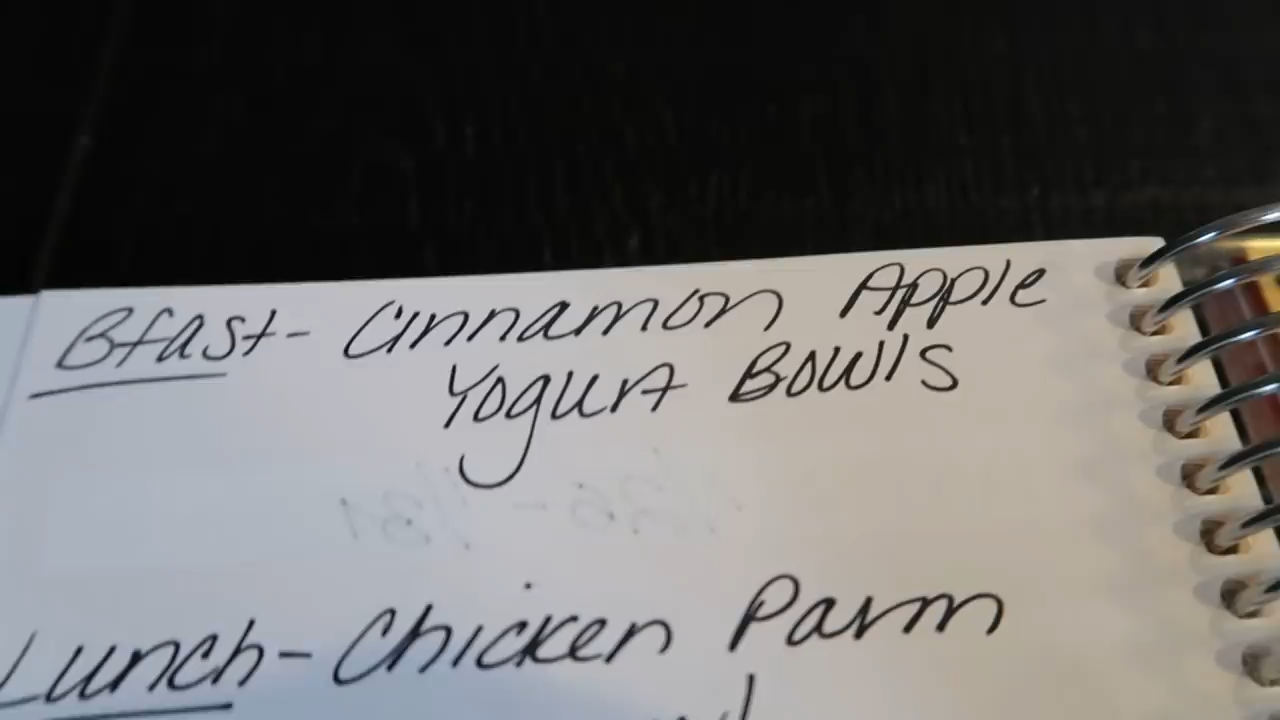 Bfast- Cinnamon Apple
Yogurt Bowls
Lunch- Chicken Parm